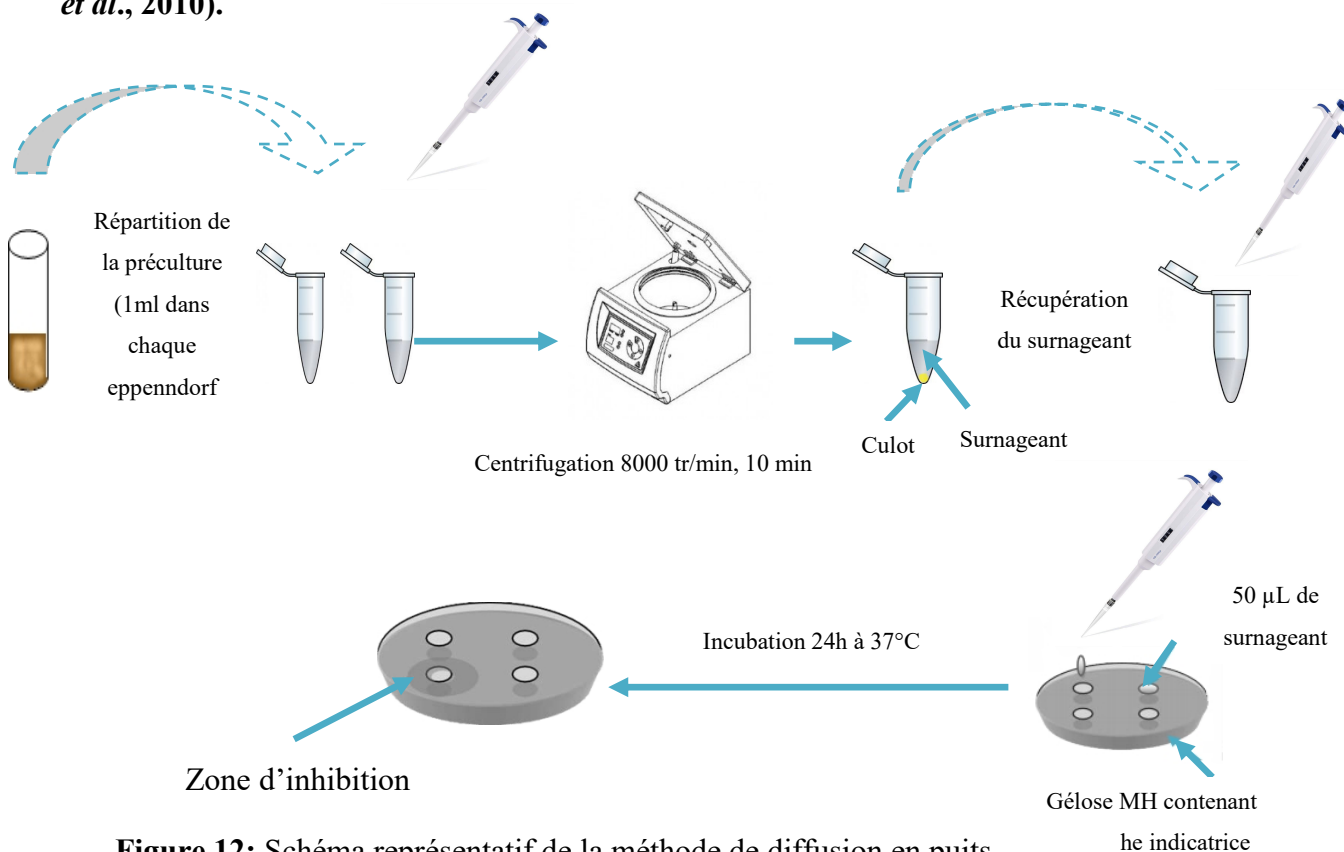 et al., 2010).
Répartition de
la préculture
(1ml dans
chaque
eppenndorf
Centrifugation 8000 tr/min, 10 min
Culot
Surnageant
Récupération
du surnageant
50 µL de
surnageant
Incubation 24h à 37°C
Zone d’inhibition
Gélose MH contenant
he indicatrice
Figure 12: Schéma représentatif de la méthode de diffusion en puits